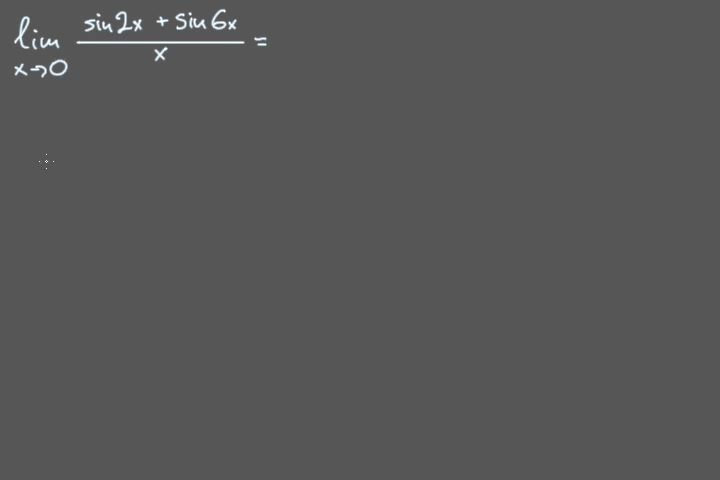 lim sin2x + sin6x / x =
x→0